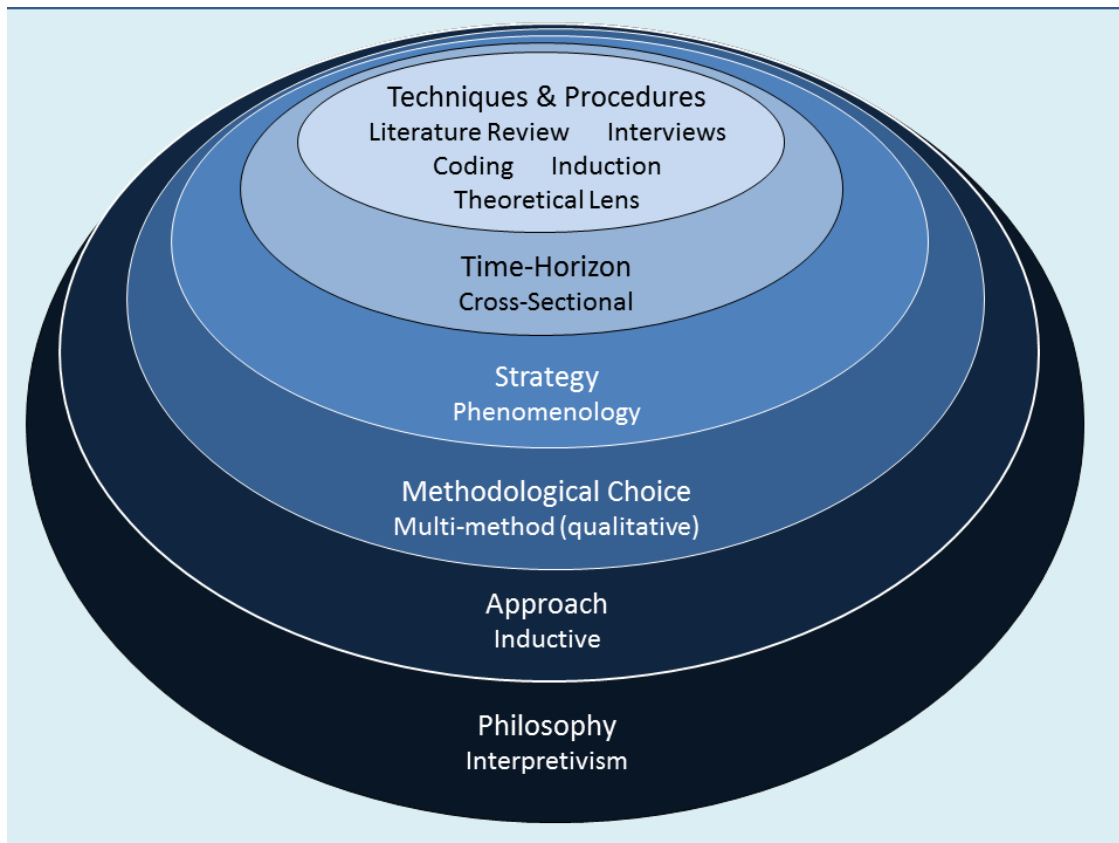 Techniques & Procedures
Literature Review Interviews
Coding Induction
Theoretical Lens
Time-Horizon
Cross-Sectional
Strategy
Phenomenology
Methodological Choice
Multi-method (qualitative)
Approach
Inductive
Philosophy
Interpretivism